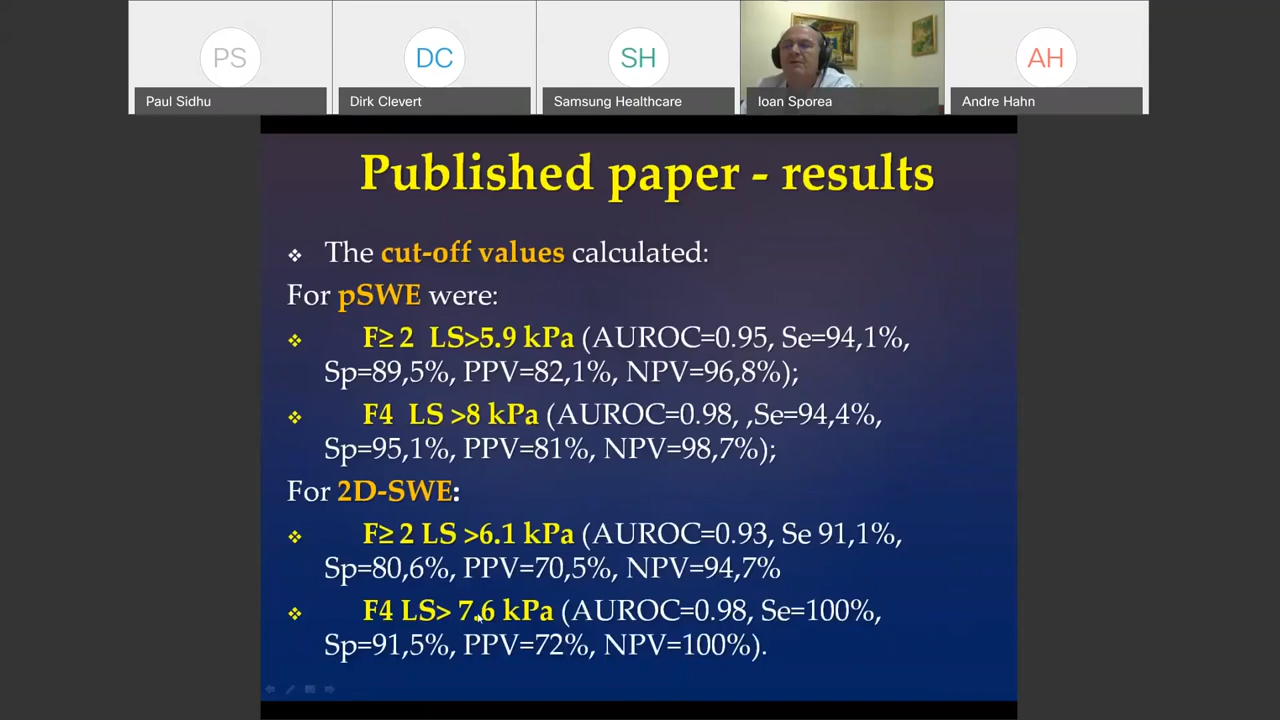 PS
DC
SH
AH
Paul Sidhu
Dirk Clevert
Samsung Healthcare
Ioan Sporea
Andre Hahn
Published paper - results
❖ The cut-off values calculated:
For pSWE were:
❖ F≥ 2 LS>5.9 kPa (AUROC=0.95, Se=94,1%,
Sp=89,5%, PPV=82,1%, NPV=96,8%);
❖ F4 LS >8 kPa (AUROC=0.98, ,Se=94,4%,
Sp=95,1%, PPV=81%, NPV=98,7%);
For 2D-SWE:
❖ F≥ 2 LS >6.1 kPa (AUROC=0.93, Se 91,1%,
Sp=80,6%, PPV=70,5%, NPV=94,7%
❖ F4 LS> 7.6 kPa (AUROC=0.98, Se=100%,
Sp=91,5%, PPV=72%, NPV=100%).